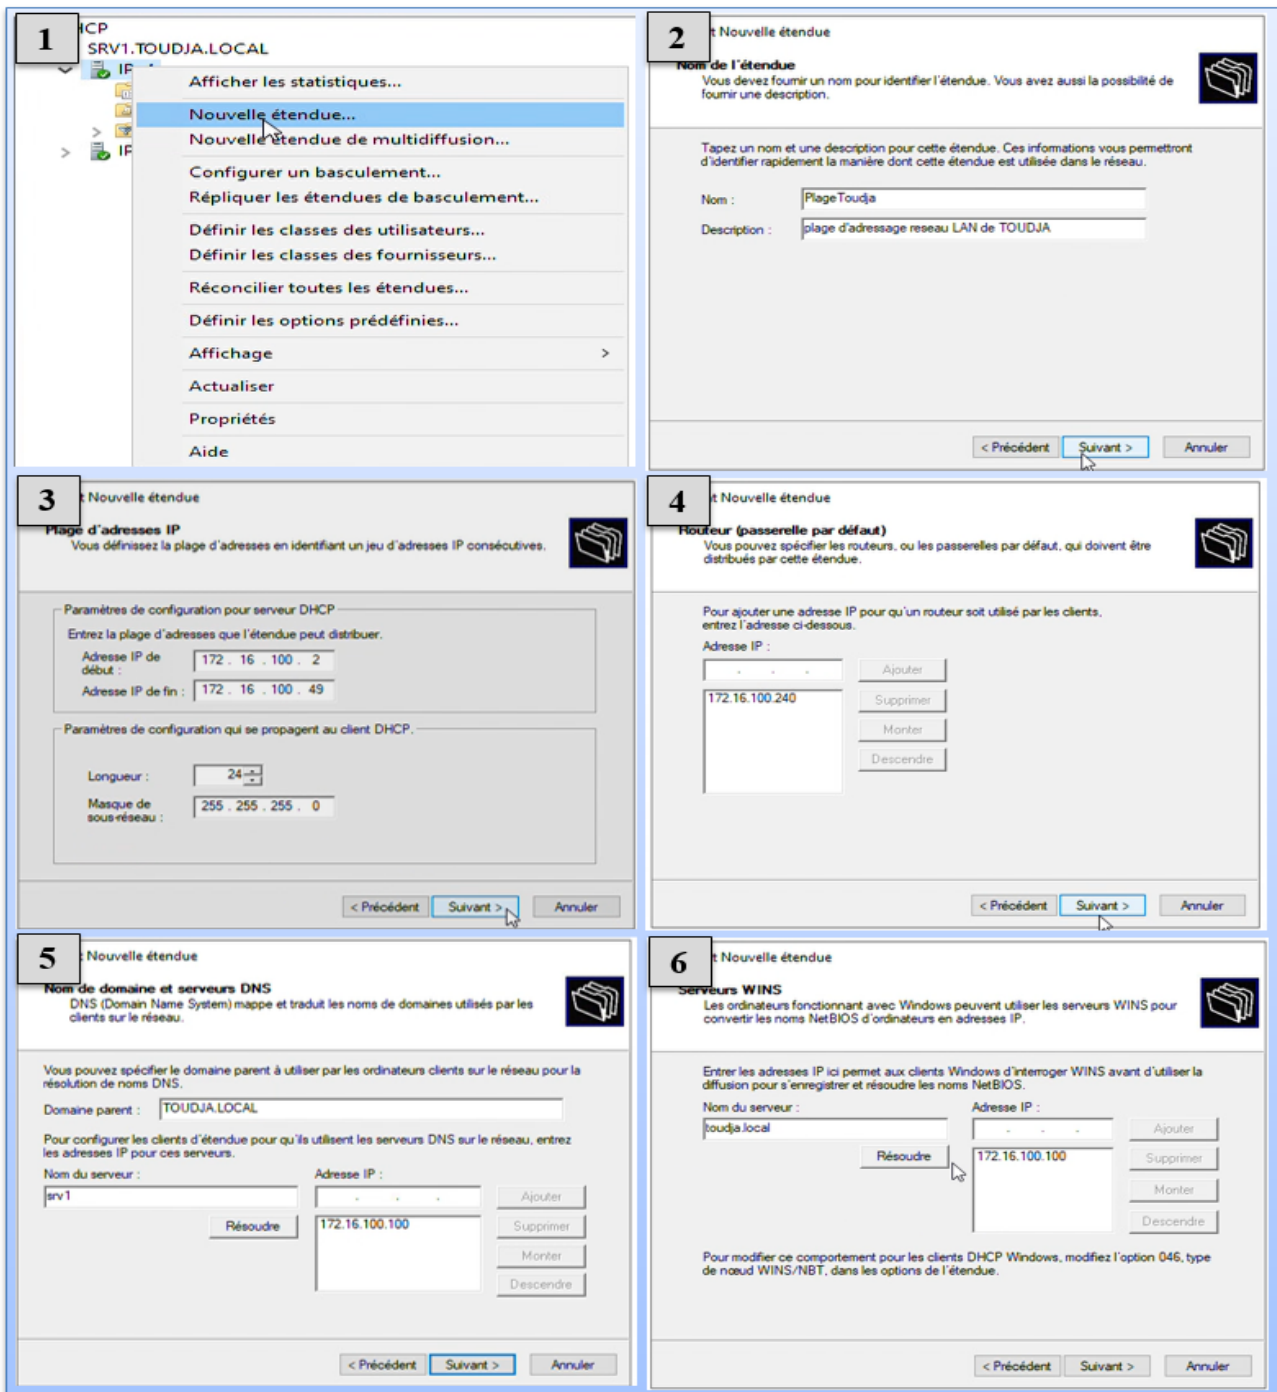 1
HCP
SRV1.TOUDJA.LOCAL
Afficher les statistiques...
Nouvelle étendue...
Nouvelle étendue de multidiffusion...
Configurer un basculement...
Répliquer les étendues de basculement...
Définir les classes des utilisateurs...
Définir les classes des fournisseurs...
Réconcilier toutes les étendues...
Définir les options prédéfinies...
Affichage >
Actualiser
Propriétés
Aide
2
t Nouvelle étendue
Nom de l'étendue
Vous devez fournir un nom pour identifier l'étendue. Vous avez aussi la possibilité de
fournir une description.
Tapez un nom et une description pour cette étendue. Ces informations vous permettront
d'identifier rapidement la manière dont cette étendue est utilisée dans le réseau.
Nom : PlageToudja
Description : plage d'adressage reseau LAN de TOUDJA
< Précédent Suivant > Annuler
3
t Nouvelle étendue
Plage d'adresses IP
Vous définissez la plage d'adresses en identifiant un jeu d'adresses IP consécutives.
Paramètres de configuration pour serveur DHCP
Entrez la plage d'adresses que l'étendue peut distribuer.
Adresse IP de
début : 172 . 16 . 100 . 2
Adresse IP de fin : 172 . 16 . 100 . 49
Paramètres de configuration qui se propagent au client DHCP.
Longueur : 24
Masque de
sous-réseau : 255 . 255 . 255 . 0
< Précédent Suivant > Annuler
4
t Nouvelle étendue
Routeur (passerelle par défaut)
Vous pouvez spécifier les routeurs, ou les passerelles par défaut, qui doivent être
distribués par cette étendue.
Pour ajouter une adresse IP pour qu'un routeur soit utilisé par les clients,
entrez l'adresse ci-dessous.
Adresse IP :
. . . Ajouter
172.16.100.240 Supprimer
Monter
Descendre
< Précédent Suivant > Annuler
5
t Nouvelle étendue
Nom de domaine et serveurs DNS
DNS (Domain Name System) mappe et traduit les noms de domaines utilisés par les
clients sur le réseau.
Vous pouvez spécifier le domaine parent à utiliser par les ordinateurs clients sur le réseau pour la
résolution de noms DNS.
Domaine parent : TOUDJA.LOCAL
Pour configurer les clients d'étendue pour qu'ils utilisent les serveurs DNS sur le réseau, entrez
les adresses IP pour ces serveurs.
Nom du serveur : Adresse IP :
srv1 . . . Ajouter
Résoudre 172.16.100.100 Supprimer
Monter
Descendre
< Précédent Suivant > Annuler
6
t Nouvelle étendue
Serveurs WINS
Les ordinateurs fonctionnant avec Windows peuvent utiliser les serveurs WINS pour
convertir les noms NetBIOS d'ordinateurs en adresses IP.
Entrer les adresses IP ici permet aux clients Windows d'interroger WINS avant d'utiliser la
diffusion pour s'enregistrer et résoudre les noms NetBIOS.
Nom du serveur : Adresse IP :
toudja.local . . . Ajouter
Résoudre 172.16.100.100 Supprimer
Monter
Descendre
Pour modifier ce comportement pour les clients DHCP Windows, modifiez l'option 046, type
de nœud WINS/NBT, dans les options de l'étendue.
< Précédent Suivant > Annuler